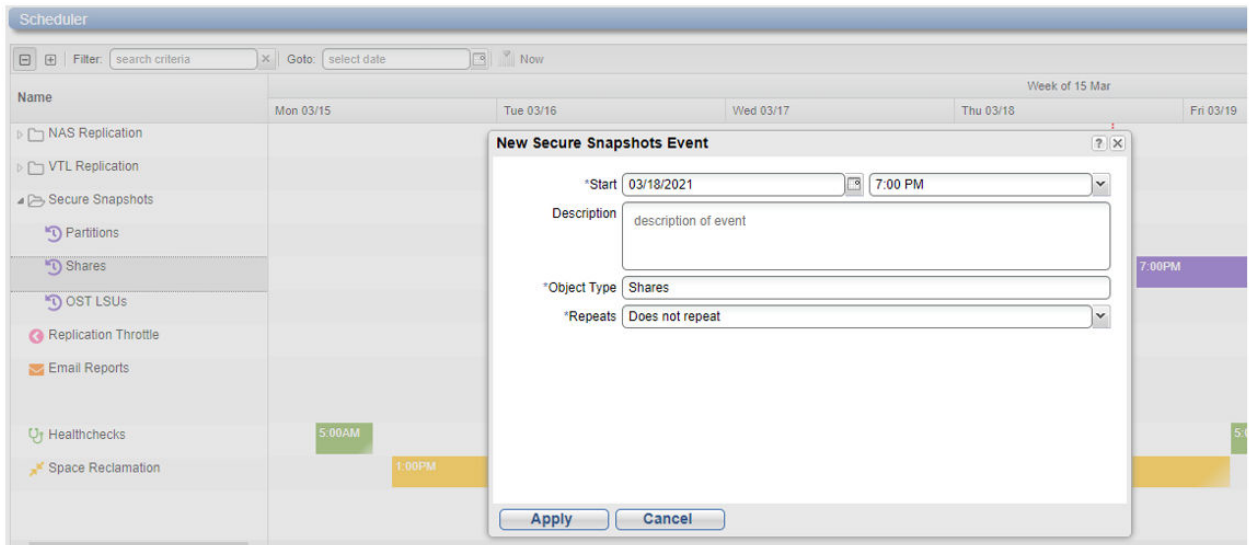 Scheduler
Filter: search criteria Goto: select date Now
Name
Week of 15 Mar
Mon 03/15 Tue 03/16 Wed 03/17 Thu 03/18 Fri 03/19
NAS Replication
VTL Replication
Secure Snapshots
Partitions
Shares
7:00PM
OST LSUs
Replication Throttle
Email Reports
Healthchecks
5:00AM
Space Reclamation
1:00PM
New Secure Snapshots Event
*Start 03/18/2021 7:00 PM
Description description of event
*Object Type Shares
*Repeats Does not repeat
Apply Cancel